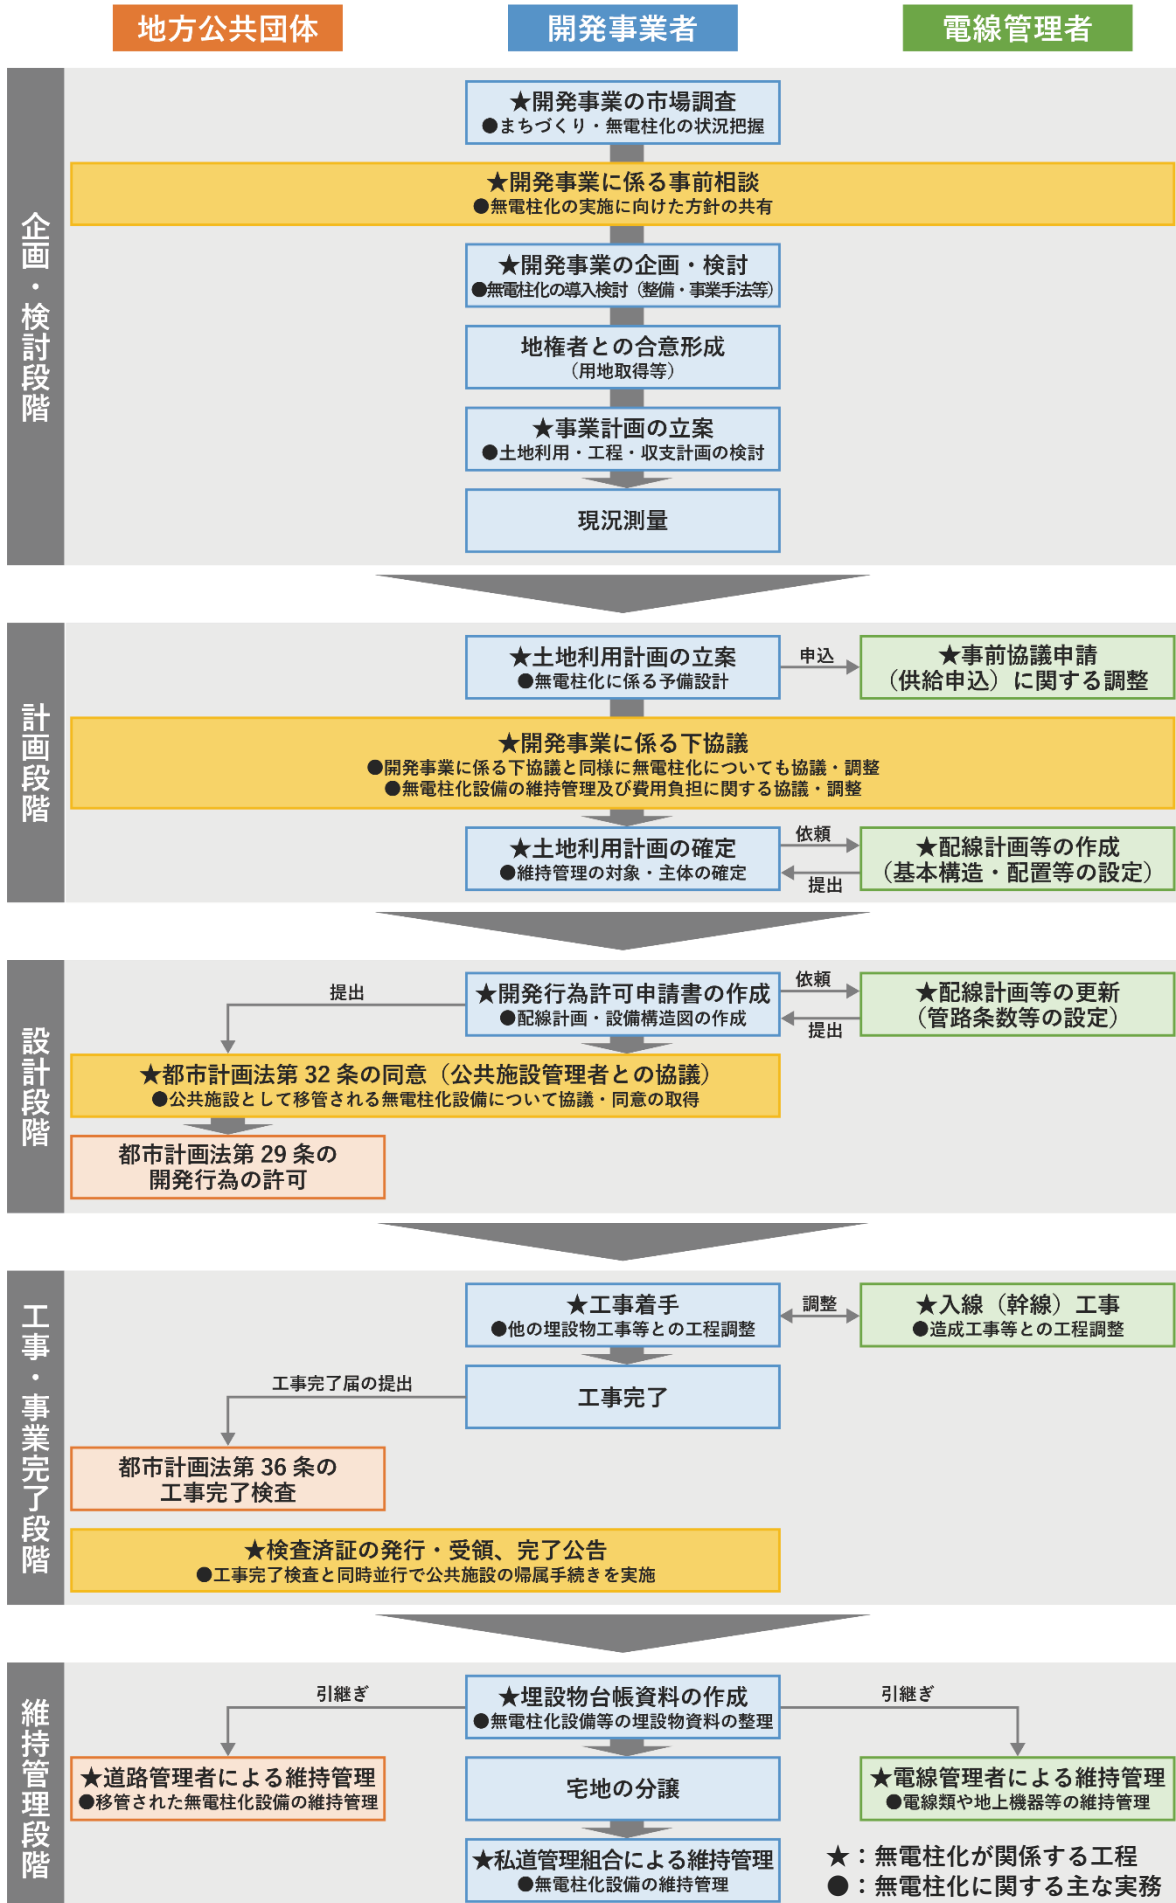 地方公共団体
開発事業者
電線管理者
企画・検討段階
★開発事業の市場調査
●まちづくり・無電柱化の状況把握
★開発事業に係る事前相談
●無電柱化の実施に向けた方針の共有
★開発事業の企画・検討
●無電柱化の導入検討（整備・事業手法等）
地権者との合意形成
（用地取得等）
★事業計画の立案
●土地利用・工程・収支計画の検討
現況測量
計画段階
★土地利用計画の立案
●無電柱化に係る予備設計
申込
★事前協議申請
（供給申込）に関する調整
★開発事業に係る下協議
●開発事業に係る下協議と同様に無電柱化についても協議・調整
●無電柱化設備の維持管理及び費用負担に関する協議・調整
★土地利用計画の確定
●維持管理の対象・主体の確定
依頼
提出
★配線計画等の作成
（基本構造・配置等の設定）
設計段階
提出
★開発行為許可申請書の作成
●配線計画・設備構造図の作成
依頼
提出
★配線計画等の更新
（管路条数等の設定）
★都市計画法第 32 条の同意（公共施設管理者との協議）
●公共施設として移管される無電柱化設備について協議・同意の取得
都市計画法第 29 条の
開発行為の許可
工事・事業完了段階
★工事着手
●他の埋設物工事等との工程調整
調整
★入線（幹線）工事
●造成工事等との工程調整
工事完了届の提出
工事完了
都市計画法第 36 条の
工事完了検査
★検査済証の発行・受領、完了公告
●工事完了検査と同時並行で公共施設の帰属手続きを実施
維持管理段階
引継ぎ
★埋設物台帳資料の作成
●無電柱化設備等の埋設物資料の整理
引継ぎ
★道路管理者による維持管理
●移管された無電柱化設備の維持管理
宅地の分譲
★電線管理者による維持管理
●電線類や地上機器等の維持管理
★私道管理組合による維持管理
●無電柱化設備の維持管理
★：無電柱化が関係する工程
●：無電柱化に関する主な実務